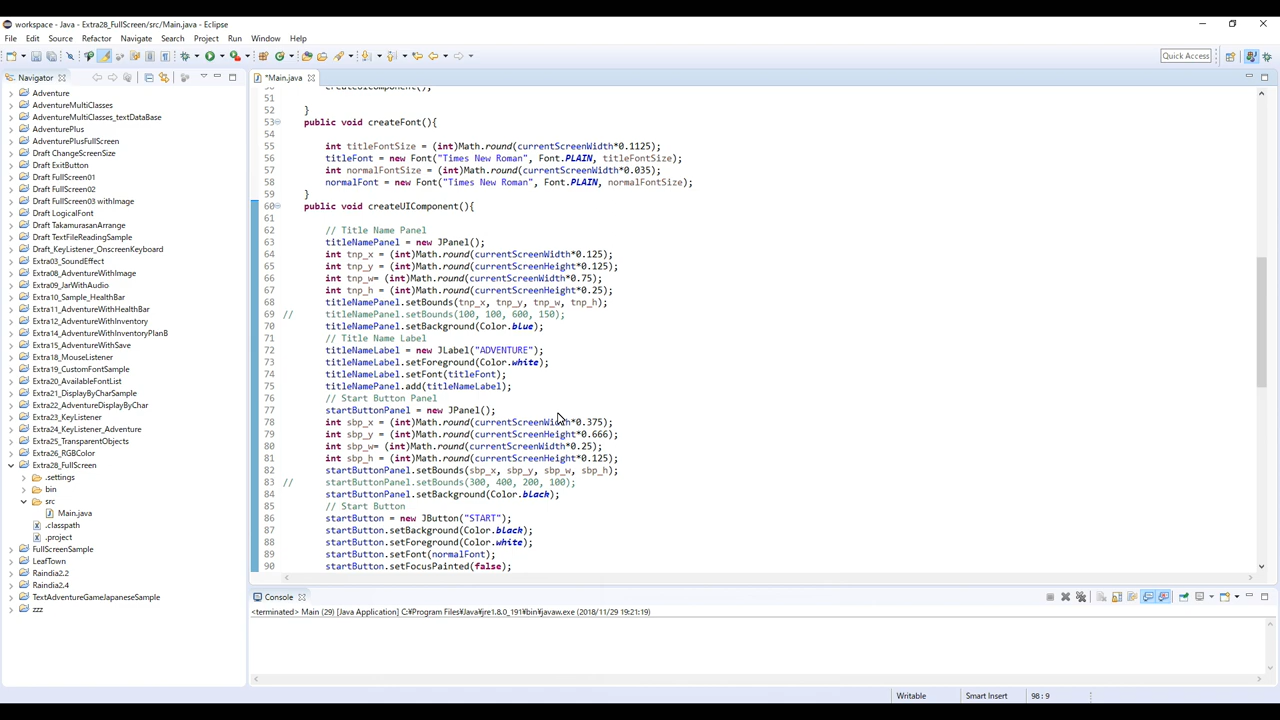 workspace - Java - Extra28_FullScreen/src/Main.java - Eclipse
File Edit Source Refactor Navigate Search Project Run Window Help
Quick Access
Navigator
*Main.java
Adventure
AdventureMultiClasses
AdventureMultiClasses_textDataBase
AdventurePlus
AdventurePlusFullScreen
Draft ChangeScreenSize
Draft ExitButton
Draft FullScreen01
Draft FullScreen02
Draft FullScreen03 withImage
Draft LogicalFont
Draft TakamurasanArrange
Draft TextFileReadingSample
Draft_KeyListener_OnscreenKeyboard
Extra03_SoundEffect
Extra08_AdventureWithImage
Extra09_JarWithAudio
Extra10_Sample_HealthBar
Extra11_AdventureWithHealthBar
Extra12_AdventureWithInventory
Extra14_AdventureWithInventoryPlanB
Extra15_AdventureWithSave
Extra18_MouseListener
Extra19_CustomFontSample
Extra20_AvailableFontList
Extra21_DisplayByCharSample
Extra22_AdventureDisplayByChar
Extra23_KeyListener
Extra24_KeyListener_Adventure
Extra25_TransparentObjects
Extra26_RGBColor
Extra28_FullScreen
.settings
bin
src
Main.java
.classpath
.project
FullScreenSample
LeafTown
Raindia2.2
Raindia2.4
TextAdventureGameJapaneseSample
zzz
50 createUIComponent();
51
52 }
53 public void createFont(){
54
55 int titleFontSize = (int)Math.round(currentScreenWidth*0.1125);
56 titleFont = new Font("Times New Roman", Font.PLAIN, titleFontSize);
57 int normalFontSize = (int)Math.round(currentScreenWidth*0.035);
58 normalFont = new Font("Times New Roman", Font.PLAIN, normalFontSize);
59 }
60 public void createUIComponent(){
61
62 // Title Name Panel
63 titleNamePanel = new JPanel();
64 int tnp_x = (int)Math.round(currentScreenWidth*0.125);
65 int tnp_y = (int)Math.round(currentScreenHeight*0.125);
66 int tnp_w= (int)Math.round(currentScreenWidth*0.75);
67 int tnp_h = (int)Math.round(currentScreenHeight*0.25);
68 titleNamePanel.setBounds(tnp_x, tnp_y, tnp_w, tnp_h);
69 // titleNamePanel.setBounds(100, 100, 600, 150);
70 titleNamePanel.setBackground(Color.blue);
71 // Title Name Label
72 titleNameLabel = new JLabel("ADVENTURE");
73 titleNameLabel.setForeground(Color.white);
74 titleNameLabel.setFont(titleFont);
75 titleNamePanel.add(titleNameLabel);
76 // Start Button Panel
77 startButtonPanel = new JPanel();
78 int sbp_x = (int)Math.round(currentScreenWidth*0.375);
79 int sbp_y = (int)Math.round(currentScreenHeight*0.666);
80 int sbp_w= (int)Math.round(currentScreenWidth*0.25);
81 int sbp_h = (int)Math.round(currentScreenHeight*0.125);
82 startButtonPanel.setBounds(sbp_x, sbp_y, sbp_w, sbp_h);
83 // startButtonPanel.setBounds(300, 400, 200, 100);
84 startButtonPanel.setBackground(Color.black);
85 // Start Button
86 startButton = new JButton("START");
87 startButton.setBackground(Color.black);
88 startButton.setForeground(Color.white);
89 startButton.setFont(normalFont);
90 startButton.setFocusPainted(false);
Console
<terminated> Main (29) [Java Application] C:¥Program Files¥Java¥jre1.8.0_191¥bin¥javaw.exe (2018/11/29 19:21:19)
Writable Smart Insert 98 : 9